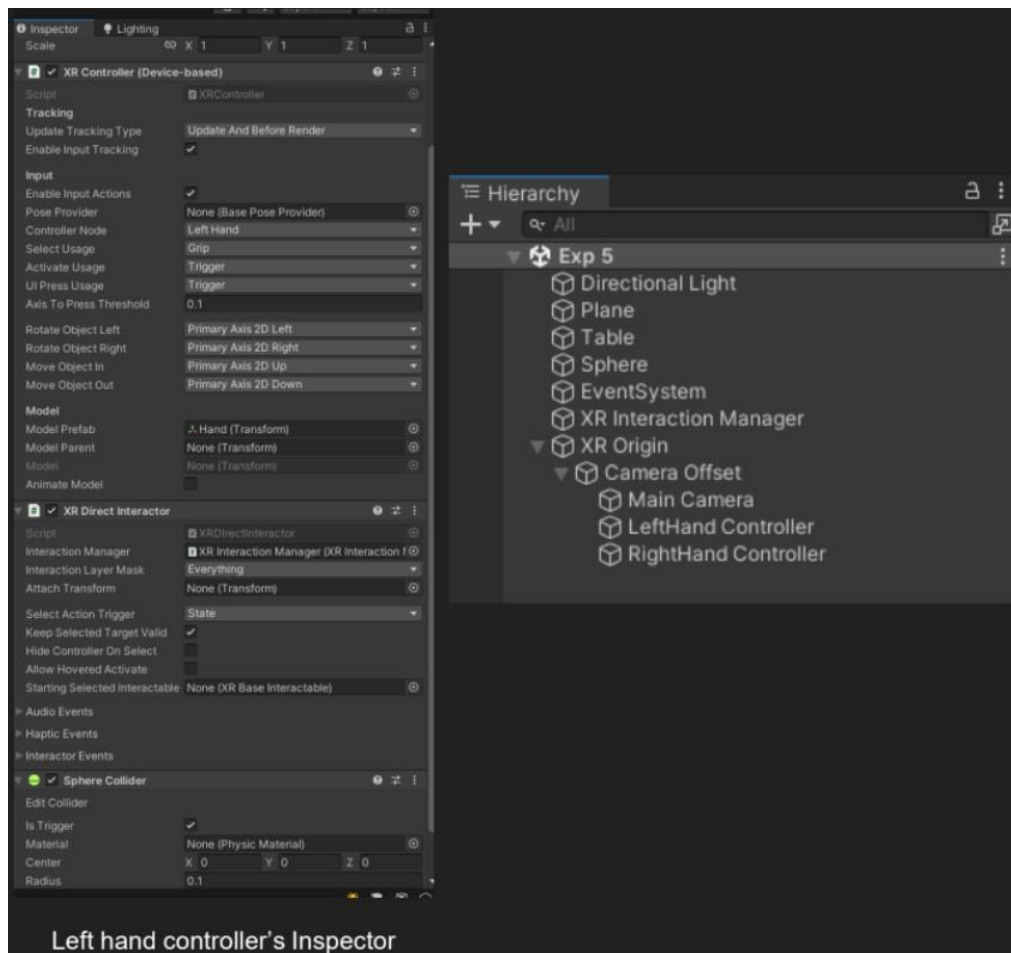 Inspector Lighting
Scale X 1 Y 1 Z 1
XR Controller (Device-based)
Script XRController
Tracking
Update Tracking Type Update And Before Render
Enable Input Tracking
Input
Enable Input Actions
Pose Provider None (Base Pose Provider)
Controller Node Left Hand
Select Usage Grip
Activate Usage Trigger
UI Press Usage Trigger
Axis To Press Threshold 0.1
Rotate Object Left Primary Axis 2D Left
Rotate Object Right Primary Axis 2D Right
Move Object In Primary Axis 2D Up
Move Object Out Primary Axis 2D Down
Model
Model Prefab Hand (Transform)
Model Parent None (Transform)
Model None (Transform)
Animate Model
XR Direct Interactor
Script XRDirectInteractor
Interaction Manager XR Interaction Manager (XR Interaction
Interaction Layer Mask Everything
Attach Transform None (Transform)
Select Action Trigger State
Keep Selected Target Valid
Hide Controller On Select
Allow Hovered Activate
Starting Selected Interactable None (XR Base Interactable)
Audio Events
Haptic Events
Interactor Events
Sphere Collider
Edit Collider
Is Trigger
Material None (Physic Material)
Center X 0 Y 0 Z 0
Radius 0.1
Left hand controller's Inspector
Hierarchy
All
Exp 5
Directional Light
Plane
Table
Sphere
EventSystem
XR Interaction Manager
XR Origin
Camera Offset
Main Camera
LeftHand Controller
RightHand Controller